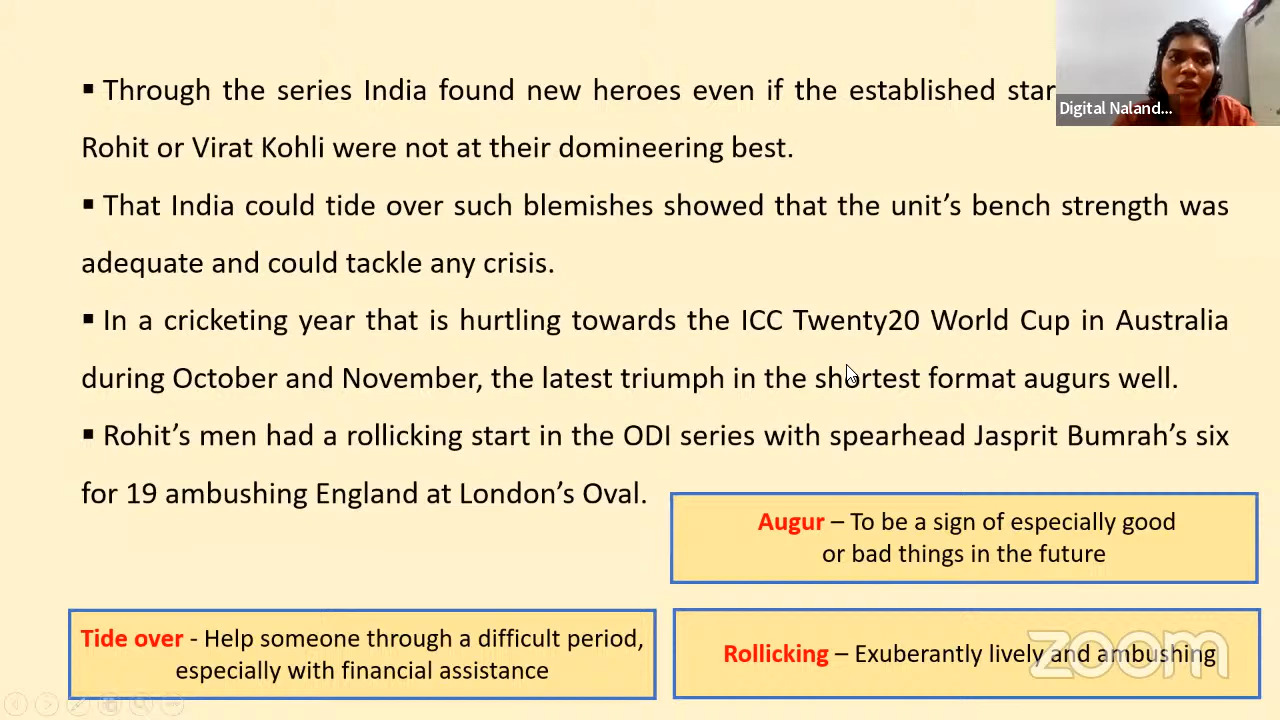 ▪ Through the series India found new heroes even if the established star
Digital Naland...
Rohit or Virat Kohli were not at their domineering best.
▪ That India could tide over such blemishes showed that the unit's bench strength was
adequate and could tackle any crisis.
▪ In a cricketing year that is hurtling towards the ICC Twenty20 World Cup in Australia
during October and November, the latest triumph in the shortest format augurs well.
▪ Rohit's men had a rollicking start in the ODI series with spearhead Jasprit Bumrah's six
for 19 ambushing England at London's Oval.
Augur – To be a sign of especially good
or bad things in the future
Tide over - Help someone through a difficult period,
especially with financial assistance
Rollicking – Exuberantly lively and ambushing
zoom